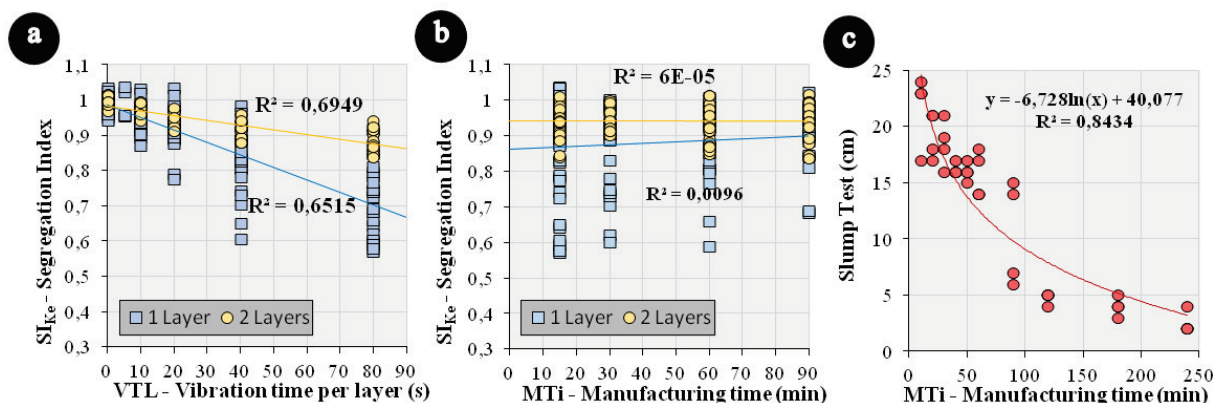 a
SI_Ke - Segregation Index
1,1
1
0,9
0,8
0,7
0,6
0,5
0,4
0,3
R² = 0,6949
R² = 0,6515
1 Layer 2 Layers
0 10 20 30 40 50 60 70 80 90
VTL - Vibration time per layer (s)
b
SI_Ke - Segregation Index
1,1
1
0,9
0,8
0,7
0,6
0,5
0,4
0,3
R² = 6E-05
R² = 0,0096
1 Layer 2 Layers
0 10 20 30 40 50 60 70 80 90
MTi - Manufacturing time (min)
c
Slump Test (cm)
25
20
15
10
5
0
y = -6,728ln(x) + 40,077
R² = 0,8434
0 50 100 150 200 250
MTi - Manufacturing time (min)